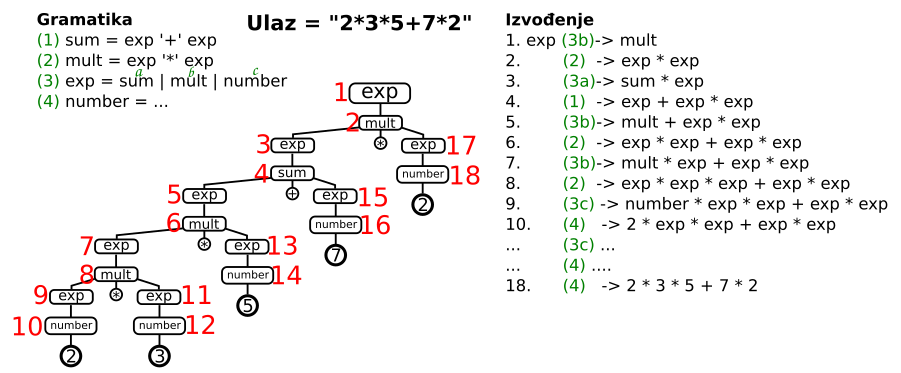 Gramatika
(1) sum = exp '+' exp
(2) mult = exp '*' exp
a b c
(3) exp = sum | mult | number
(4) number = ...
Ulaz = "2*3*5+7*2"
Izvođenje
1. exp (3b)-> mult
2. (2) -> exp * exp
3. (3a)-> sum * exp
4. (1) -> exp + exp * exp
5. (3b)-> mult + exp * exp
6. (2) -> exp * exp + exp * exp
7. (3b)-> mult * exp + exp * exp
8. (2) -> exp * exp * exp + exp * exp
9. (3c) -> number * exp * exp + exp * exp
10. (4) -> 2 * exp * exp + exp * exp
... (3c) ...
... (4) ....
18. (4) -> 2 * 3 * 5 + 7 * 2
1 exp
2 mult
3 exp * exp 17
4 sum number 18
5 exp + exp 15 2
6 mult number 16
7 exp * exp 13 7
8 mult number 14
9 exp * exp 11 5
10 number number 12
2 3